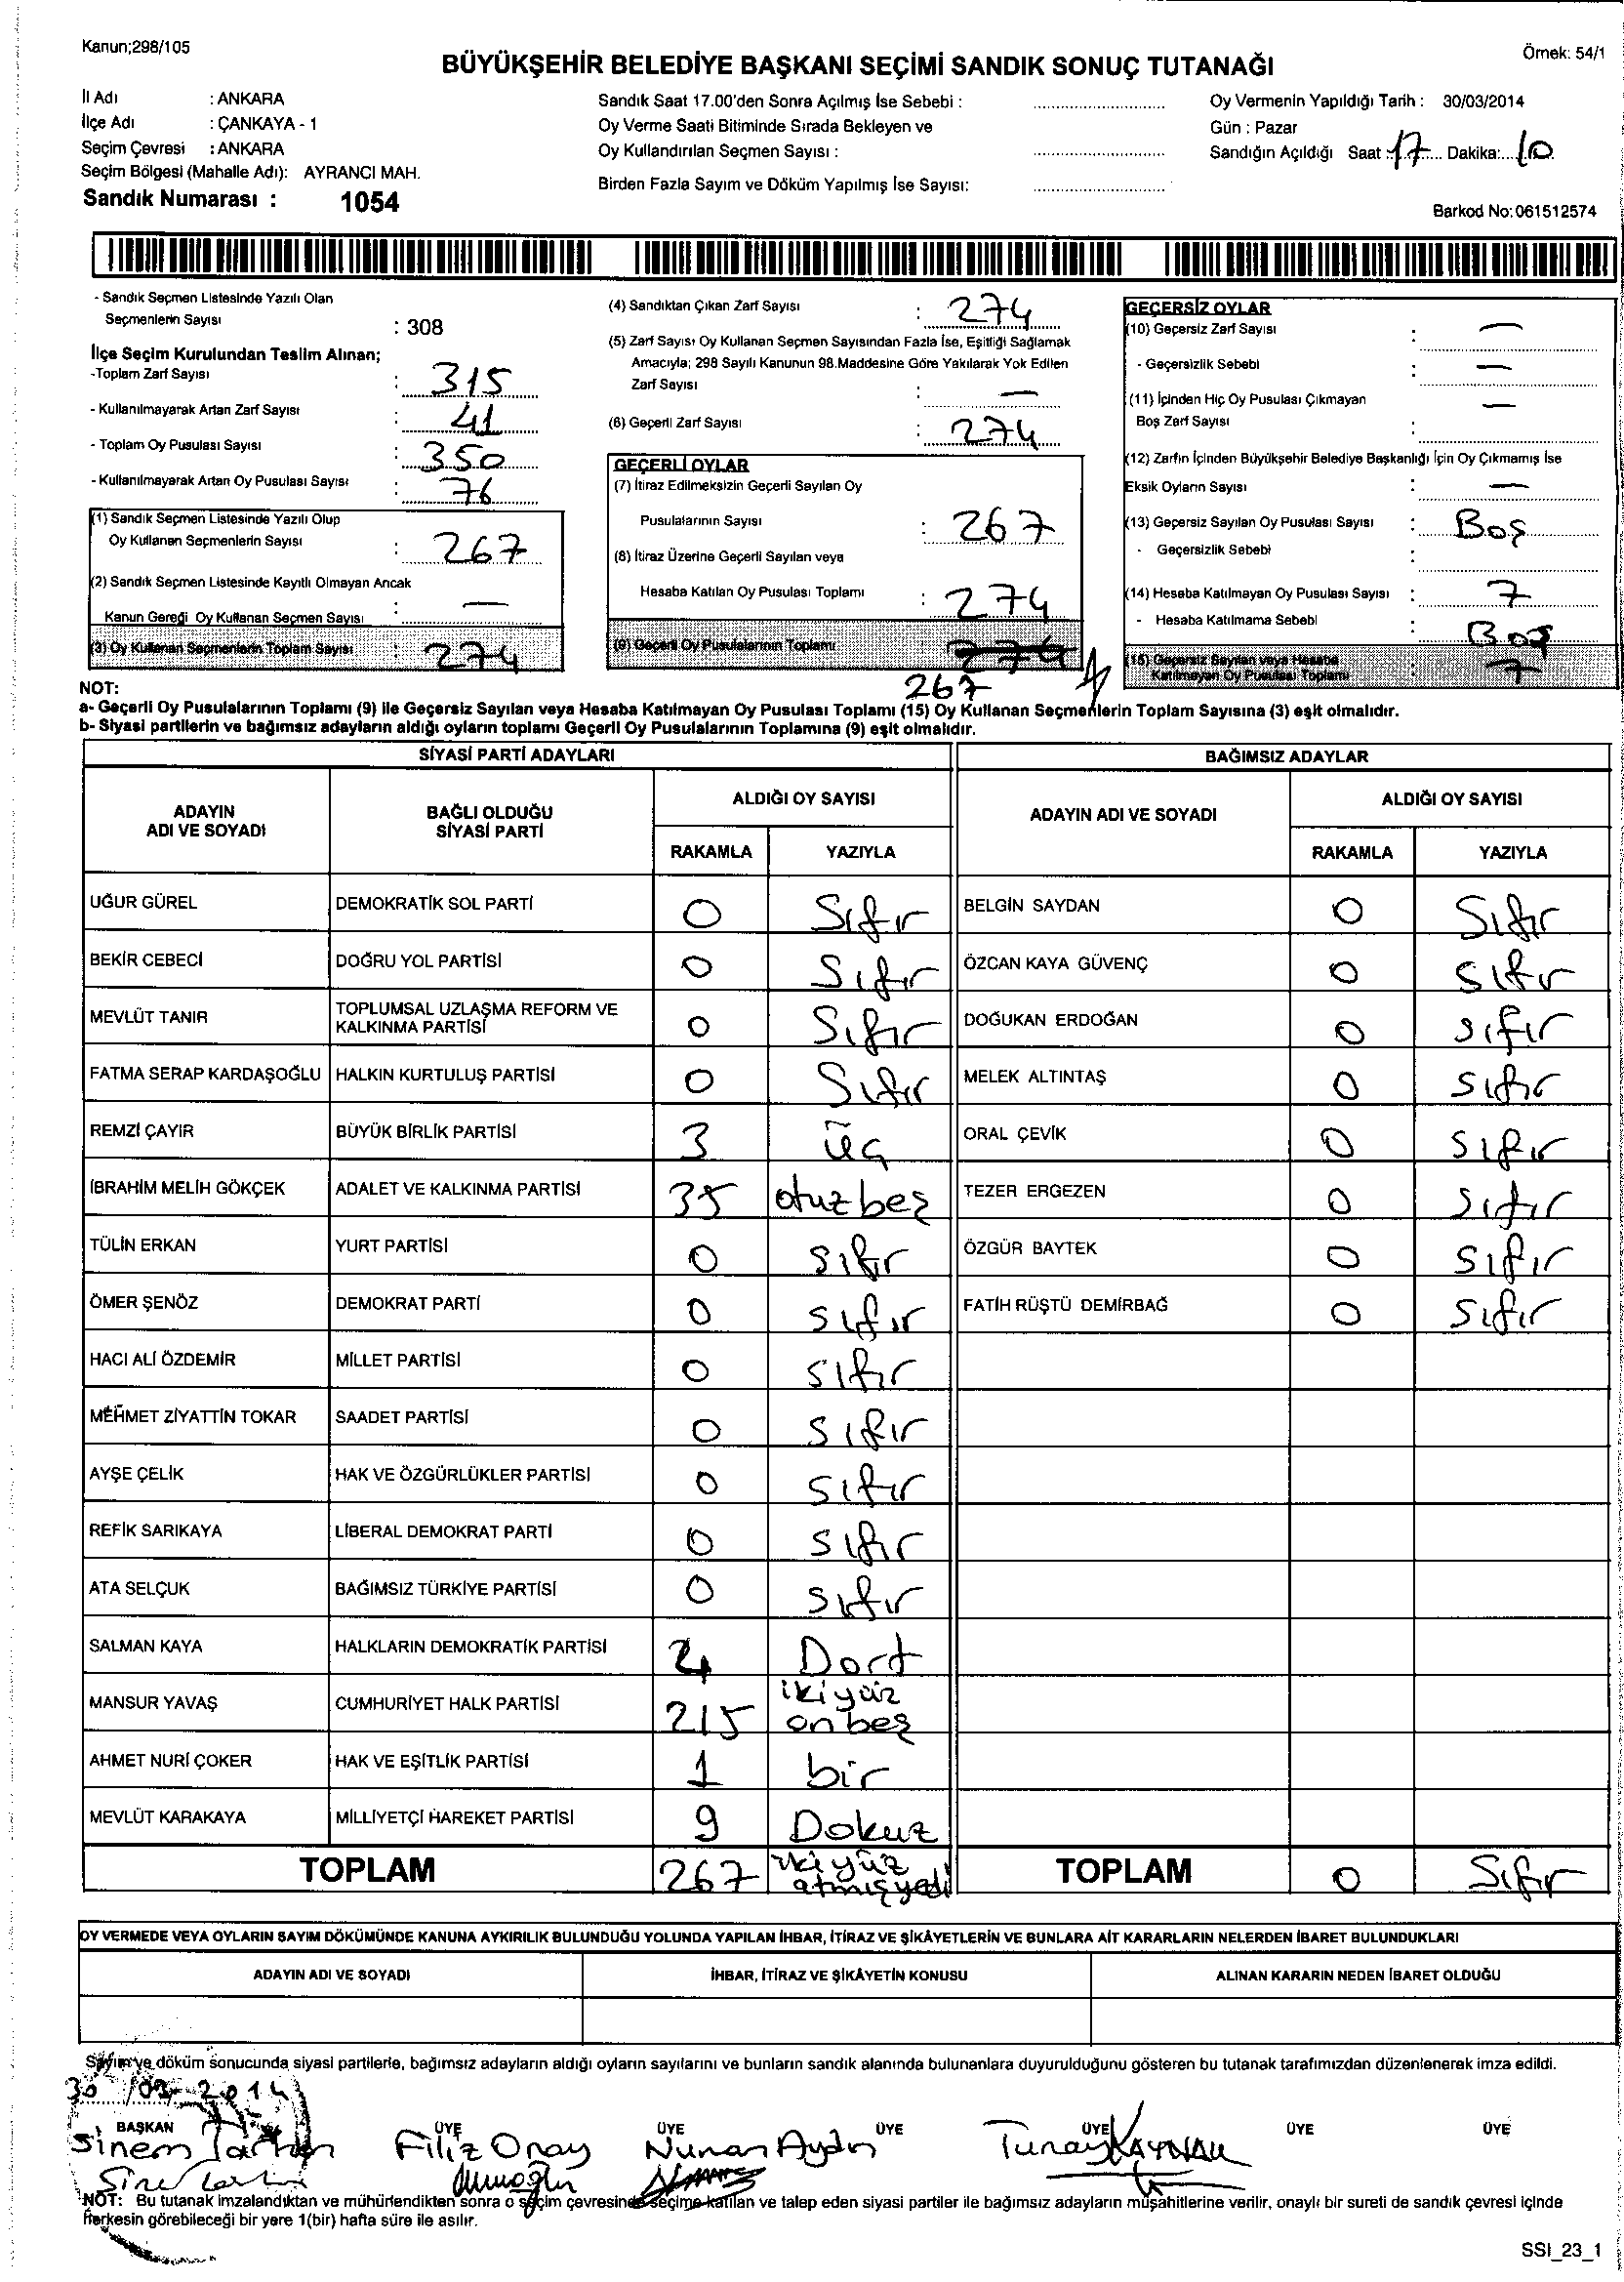 Kanun;298/105
Örnek: 54/1
BÜYÜKŞEHİR BELEDİYE BAŞKANI SEÇİMİ SANDIK SONUÇ TUTANAĞI
İl Adı : ANKARA
İlçe Adı : ÇANKAYA - 1
Seçim Çevresi : ANKARA
Seçim Bölgesi (Mahalle Adı): AYRANCI MAH.
Sandık Numarası : 1054
Sandık Saat 17.00'den Sonra Açılmış İse Sebebi :
Oy Verme Saati Bitiminde Sırada Bekleyen ve
Oy Kullandırılan Seçmen Sayısı :
Birden Fazla Sayım ve Döküm Yapılmış İse Sayısı:
Oy Vermenin Yapıldığı Tarih : 30/03/2014
Gün : Pazar
Sandığın Açıldığı Saat : 17 Dakika: 10
Barkod No:061512574
- Sandık Seçmen Listesinde Yazılı Olan
Seçmenlerin Sayısı : 308
İlçe Seçim Kurulundan Teslim Alınan;
-Toplam Zarf Sayısı : 315
- Kullanılmayarak Artan Zarf Sayısı : 41
- Toplam Oy Pusulası Sayısı : 350
- Kullanılmayarak Artan Oy Pusulası Sayısı : 76
(1) Sandık Seçmen Listesinde Yazılı Olup
Oy Kullanan Seçmenlerin Sayısı : 267
(2) Sandık Seçmen Listesinde Kayıtlı Olmayan Ancak
Kanun Gereği Oy Kullanan Seçmen Sayısı : —
(3) Oy Kullanan Seçmenlerin Toplam Sayısı : 274
(4) Sandıktan Çıkan Zarf Sayısı : 274
(5) Zarf Sayısı Oy Kullanan Seçmen Sayısından Fazla İse, Eşitliği Sağlamak
Amacıyla; 298 Sayılı Kanunun 98.Maddesine Göre Yakılarak Yok Edilen
Zarf Sayısı : —
(6) Geçerli Zarf Sayısı : 274
GEÇERLİ OYLAR
(7) İtiraz Edilmeksizin Geçerli Sayılan Oy
Pusulalarının Sayısı : 267
(8) İtiraz Üzerine Geçerli Sayılan veya
Hesaba Katılan Oy Pusulası Toplamı : 274
(9) Geçerli Oy Pusulalarının Toplamı : 274
267
GEÇERSİZ OYLAR
(10) Geçersiz Zarf Sayısı : —
- Geçersizlik Sebebi : —
(11) İçinden Hiç Oy Pusulası Çıkmayan —
Boş Zarf Sayısı :
(12) Zarfın İçinden Büyükşehir Belediye Başkanlığı İçin Oy Çıkmamış İse
Eksik Oyların Sayısı : —
(13) Geçersiz Sayılan Oy Pusulası Sayısı : Boş
- Geçersizlik Sebebi :
(14) Hesaba Katılmayan Oy Pusulası Sayısı : 7
- Hesaba Katılmama Sebebi : Boş
(15) Geçersiz Sayılan veya Hesaba
Katılmayan Oy Pusulası Toplamı : 7
NOT:
a- Geçerli Oy Pusulalarının Toplamı (9) ile Geçersiz Sayılan veya Hesaba Katılmayan Oy Pusulası Toplamı (15) Oy Kullanan Seçmenlerin Toplam Sayısına (3) eşit olmalıdır.
b- Siyasi partilerin ve bağımsız adayların aldığı oyların toplamı Geçerli Oy Pusulalarının Toplamına (9) eşit olmalıdır.
SİYASİ PARTİ ADAYLARI BAĞIMSIZ ADAYLAR
ADAYIN ADI VE SOYADI BAĞLI OLDUĞU SİYASİ PARTİ ALDIĞI OY SAYISI ADAYIN ADI VE SOYADI ALDIĞI OY SAYISI
RAKAMLA YAZIYLA RAKAMLA YAZIYLA
UĞUR GÜREL DEMOKRATİK SOL PARTİ 0 Sıfır BELGİN SAYDAN 0 Sıfır
BEKİR CEBECİ DOĞRU YOL PARTİSİ 0 Sıfır ÖZCAN KAYA GÜVENÇ 0 Sıfır
MEVLÜT TANIR TOPLUMSAL UZLAŞMA REFORM VE KALKINMA PARTİSİ 0 Sıfır DOĞUKAN ERDOĞAN 0 sıfır
FATMA SERAP KARDAŞOĞLU HALKIN KURTULUŞ PARTİSİ 0 Sıfır MELEK ALTINTAŞ 0 sıfır
REMZİ ÇAYIR BÜYÜK BİRLİK PARTİSİ 3 üç ORAL ÇEVİK 0 sıfır
İBRAHİM MELİH GÖKÇEK ADALET VE KALKINMA PARTİSİ 35 otuzbeş TEZER ERGEZEN 0 sıfır
TÜLİN ERKAN YURT PARTİSİ 0 sıfır ÖZGÜR BAYTEK 0 sıfır
ÖMER ŞENÖZ DEMOKRAT PARTİ 0 sıfır FATİH RÜŞTÜ DEMİRBAĞ 0 sıfır
HACI ALİ ÖZDEMİR MİLLET PARTİSİ 0 sıfır
MEHMET ZİYATTİN TOKAR SAADET PARTİSİ 0 sıfır
AYŞE ÇELİK HAK VE ÖZGÜRLÜKLER PARTİSİ 0 sıfır
REFİK SARIKAYA LİBERAL DEMOKRAT PARTİ 0 sıfır
ATA SELÇUK BAĞIMSIZ TÜRKİYE PARTİSİ 0 sıfır
SALMAN KAYA HALKLARIN DEMOKRATİK PARTİSİ 4 Dort
MANSUR YAVAŞ CUMHURİYET HALK PARTİSİ 215 ikiyüz onbeş
AHMET NURİ ÇOKER HAK VE EŞİTLİK PARTİSİ 1 bir
MEVLÜT KARAKAYA MİLLİYETÇİ HAREKET PARTİSİ 9 Dokuz
TOPLAM 267 ikiyüz atmışyedi TOPLAM 0 Sıfır
OY VERMEDE VEYA OYLARIN SAYIM DÖKÜMÜNDE KANUNA AYKIRILIK BULUNDUĞU YOLUNDA YAPILAN İHBAR, İTİRAZ VE ŞİKÂYETLERİN VE BUNLARA AİT KARARLARIN NELERDEN İBARET BULUNDUKLARI
ADAYIN ADI VE SOYADI İHBAR, İTİRAZ VE ŞİKÂYETİN KONUSU ALINAN KARARIN NEDEN İBARET OLDUĞU
Sayım ve döküm sonucunda siyasi partilerle, bağımsız adayların aldığı oyların sayılarını ve bunların sandık alanında bulunanlara duyurulduğunu gösteren bu tutanak tarafımızdan düzenlenerek imza edildi.
30 /03/ 2014
BAŞKAN ÜYE ÜYE ÜYE ÜYE ÜYE ÜYE
Sinem Filiz Onay Nuran Aydın Turay KAYNAK
NOT: Bu tutanak imzalandıktan ve mühürlendikten sonra o seçim çevresinde seçime katılan ve talep eden siyasi partiler ile bağımsız adayların müşahitlerine verilir, onaylı bir sureti de sandık çevresi içinde
herkesin görebileceği bir yere 1(bir) hafta süre ile asılır.
SSI_23_1